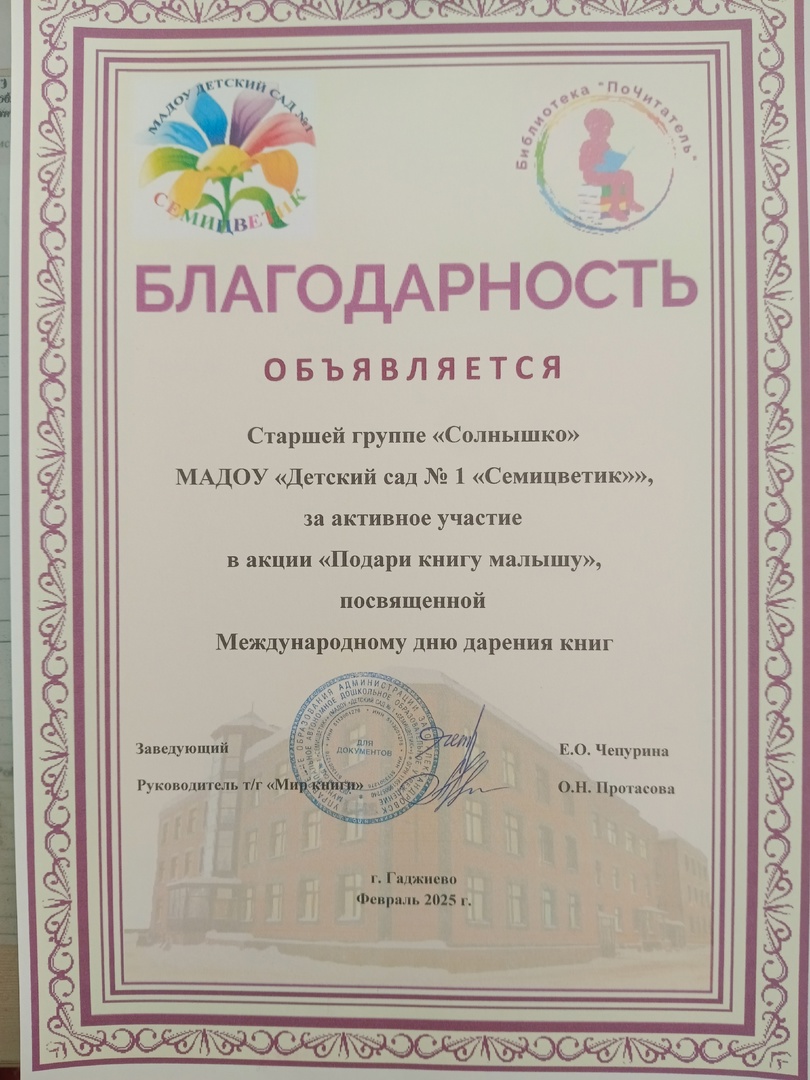 МАДОУ ДЕТСКИЙ САД №1
СЕМИЦВЕТИК
Библиотека "ПоЧитатель"
БЛАГОДАРНОСТЬ
ОБЪЯВЛЯЕТСЯ
Старшей группе «Солнышко»
МАДОУ «Детский сад № 1 «Семицветик»»,
за активное участие
в акции «Подари книгу малышу»,
посвященной
Международному дню дарения книг
Заведующий Е.О. Чепурина
Руководитель т/г «Мир книги» О.Н. Протасова
ДЛЯ
ДОКУМЕНТОВ
г. Гаджиево
Февраль 2025 г.